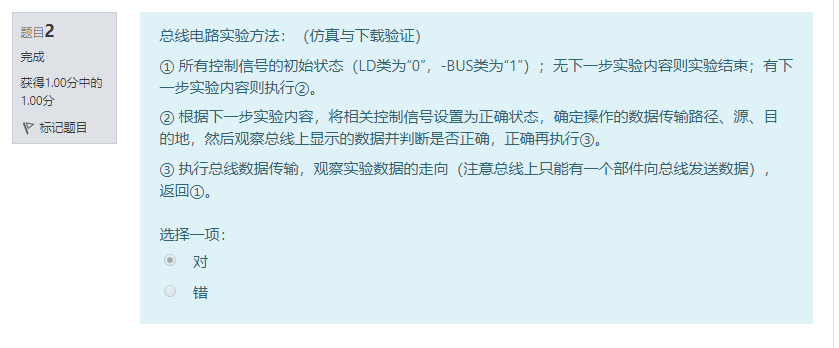 题目2
完成
获得1.00分中的
1.00分
标记题目
总线电路实验方法：（仿真与下载验证）
① 所有控制信号的初始状态（LD类为“0”，-BUS类为“1”）；无下一步实验内容则实验结束；有下
一步实验内容则执行②。
② 根据下一步实验内容，将相关控制信号设置为正确状态，确定操作的数据传输路径、源、目
的地，然后观察总线上显示的数据并判断是否正确，正确再执行③。
③ 执行总线数据传输，观察实验数据的走向（注意总线上只能有一个部件向总线发送数据），
返回①。
选择一项：
对
错